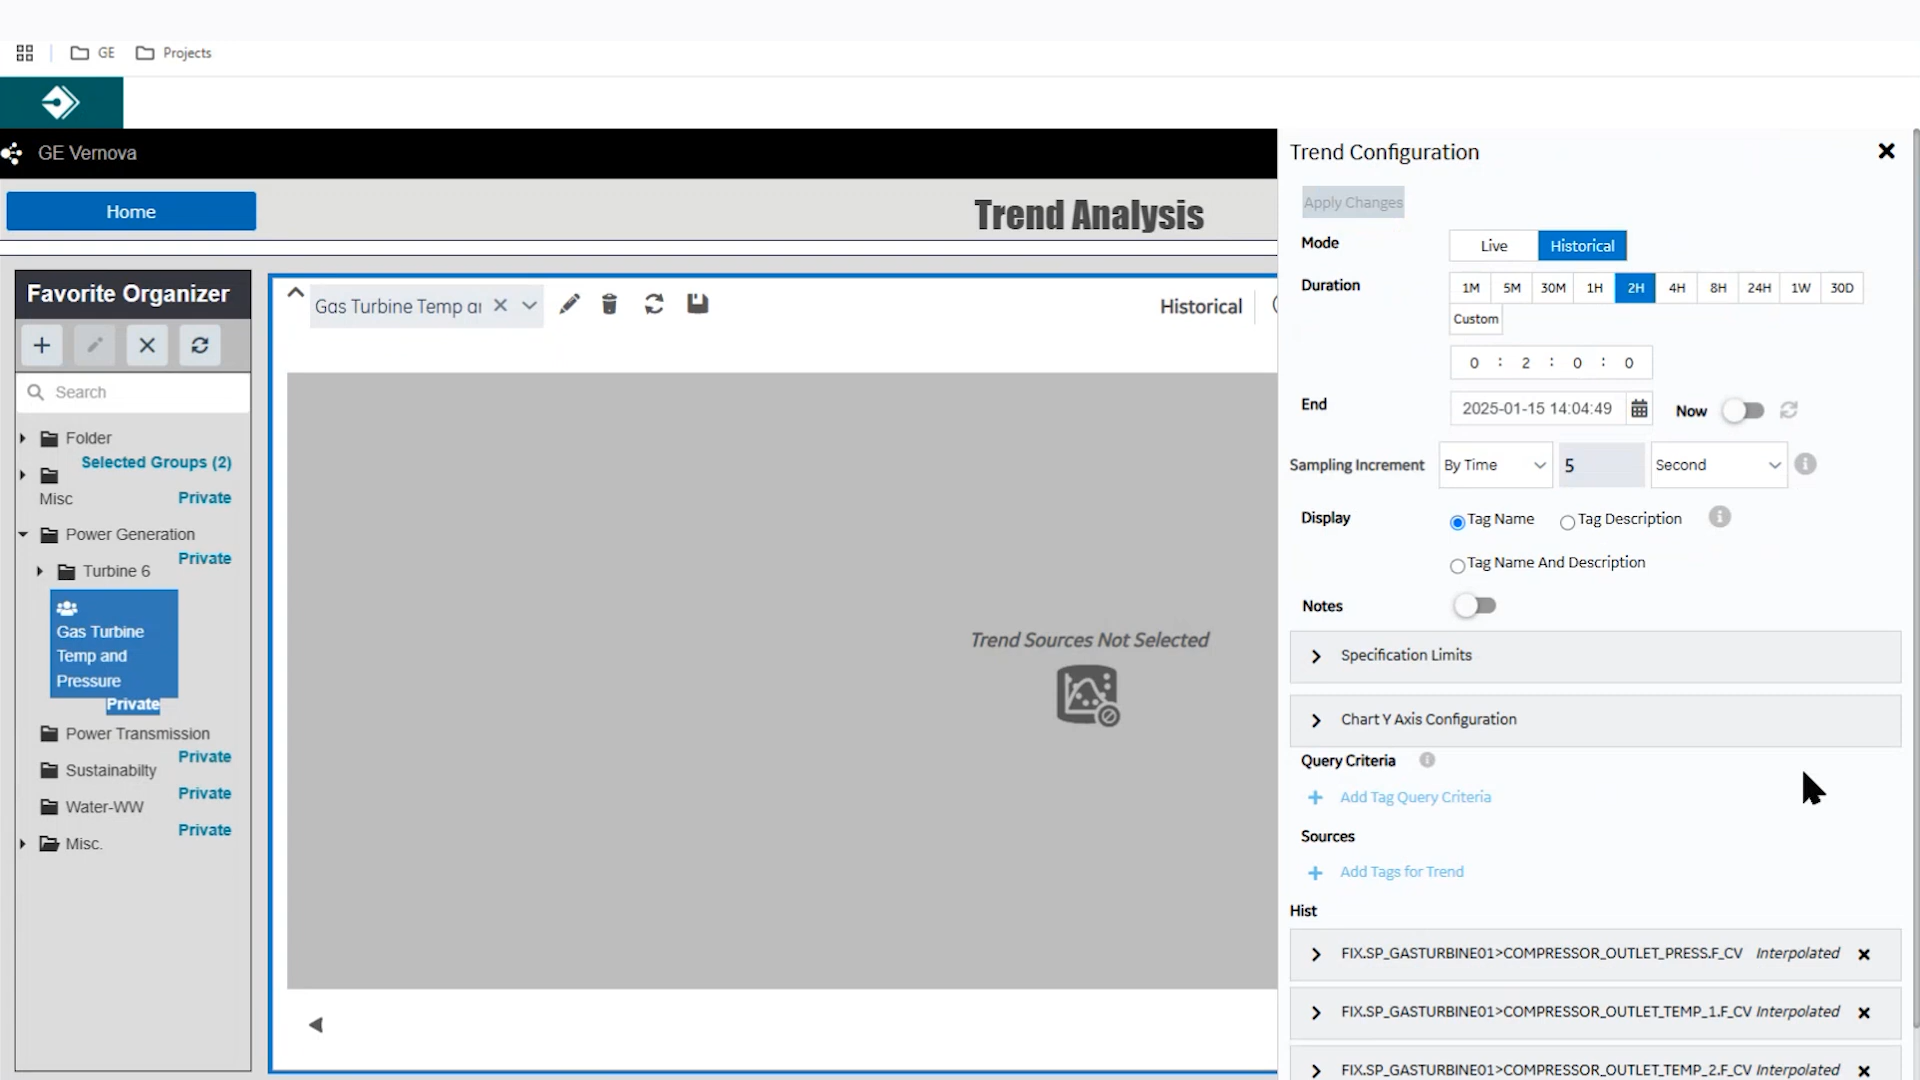 GE
Projects
GE Vernova
Home
Trend Analysis
Favorite Organizer
Search
Folder
Selected Groups (2)
Misc
Private
Power Generation
Private
Turbine 6
Gas Turbine
Temp and
Pressure
Private
Power Transmission
Private
Sustainabilty
Private
Water-WW
Private
Misc.
Gas Turbine Temp ar
Historical
Trend Sources Not Selected
Trend Configuration
Apply Changes
Mode
Live
Historical
Duration
1M
5M
30M
1H
2H
4H
8H
24H
1W
30D
Custom
0 : 2 : 0 : 0
End
2025-01-15 14:04:49
Now
Sampling Increment
By Time
5
Second
Display
Tag Name
Tag Description
Tag Name And Description
Notes
Specification Limits
Chart Y Axis Configuration
Query Criteria
Add Tag Query Criteria
Sources
Add Tags for Trend
Hist
FIX.SP_GASTURBINE01>COMPRESSOR_OUTLET_PRESS.F_CV Interpolated
FIX.SP_GASTURBINE01>COMPRESSOR_OUTLET_TEMP_1.F_CV Interpolated
FIX.SP_GASTURBINE01>COMPRESSOR_OUTLET_TEMP_2.F_CV Interpolated